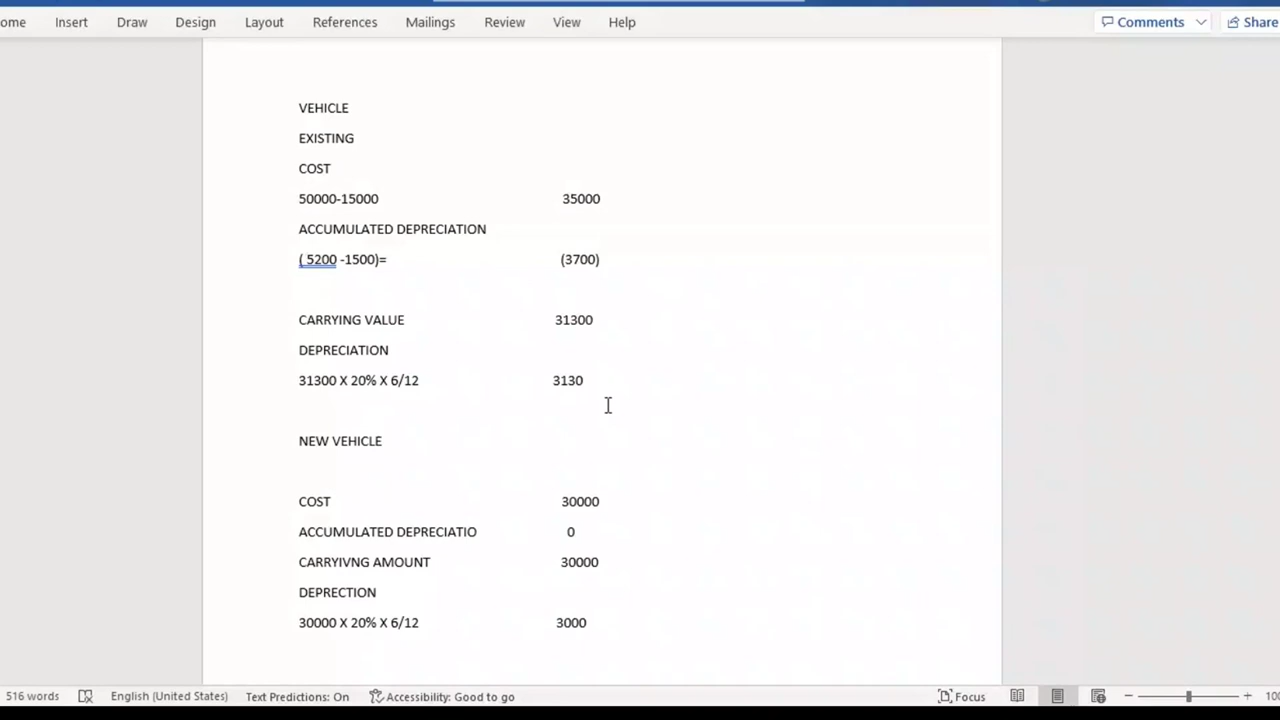 ome Insert Draw Design Layout References Mailings Review View Help Comments Share
VEHICLE
EXISTING
COST
50000-15000 35000
ACCUMULATED DEPRECIATION
( 5200 -1500)= (3700)
CARRYING VALUE 31300
DEPRECIATION
31300 X 20% X 6/12 3130
NEW VEHICLE
COST 30000
ACCUMULATED DEPRECIATIO 0
CARRYIVNG AMOUNT 30000
DEPRECTION
30000 X 20% X 6/12 3000
516 words English (United States) Text Predictions: On Accessibility: Good to go Focus 100